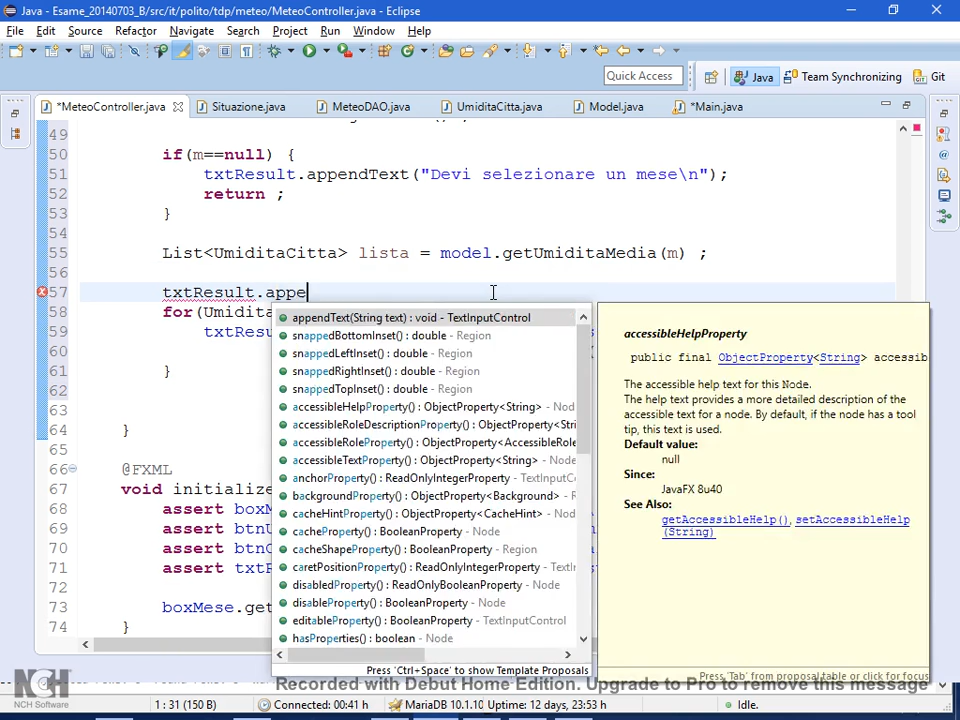 Java - Esame_20140703_B/src/it/polito/tdp/meteo/MeteoController.java - Eclipse
File Edit Source Refactor Navigate Search Project Run Window Help
Quick Access Java Team Synchronizing Git
*MeteoController.java Situazione.java MeteoDAO.java UmiditaCitta.java Model.java *Main.java
49
50 if(m==null) {
51 txtResult.appendText("Devi selezionare un mese\n");
52 return ;
53 }
54
55 List<UmiditaCitta> lista = model.getUmiditaMedia(m) ;
56
57 txtResult.appe
58 for(Umidita
59 txtResu
60
61 }
62
63
64 }
65
66 @FXML
67 void initialize
68 assert boxM
69 assert btnU
70 assert btnC
71 assert txtR
72
73 boxMese.get
74 }
appendText(String text) : void - TextInputControl
snappedBottomInset() : double - Region
snappedLeftInset() : double - Region
snappedRightInset() : double - Region
snappedTopInset() : double - Region
accessibleHelpProperty() : ObjectProperty<String> - Nod
accessibleRoleDescriptionProperty() : ObjectProperty<Stri
accessibleRoleProperty() : ObjectProperty<AccessibleRole
accessibleTextProperty() : ObjectProperty<String> - Node
anchorProperty() : ReadOnlyIntegerProperty - TextInputC
backgroundProperty() : ObjectProperty<Background> - R
cacheHintProperty() : ObjectProperty<CacheHint> - Node
cacheProperty() : BooleanProperty - Node
cacheShapeProperty() : BooleanProperty - Region
caretPositionProperty() : ReadOnlyIntegerProperty - Text
disabledProperty() : ReadOnlyBooleanProperty - Node
disableProperty() : BooleanProperty - Node
editableProperty() : BooleanProperty - TextInputControl
hasProperties() : boolean - Node
Press 'Ctrl+Space' to show Template Proposals
accessibleHelpProperty
public final ObjectProperty<String> accessib
The accessible help text for this Node.
The help text provides a more detailed description of the
accessible text for a node. By default, if the node has a tool
tip, this text is used.
Default value:
null
Since:
JavaFX 8u40
See Also:
getAccessibleHelp(), setAccessibleHelp
(String)
Press 'Tab' from proposal table or click for focus
NCH
NCH Software
Recorded with Debut Home Edition. Upgrade to Pro to remove this message
1 : 31 (150 B) Connected: 00:41 h MariaDB 10.1.10 Uptime: 12 days, 23:53 h Idle.